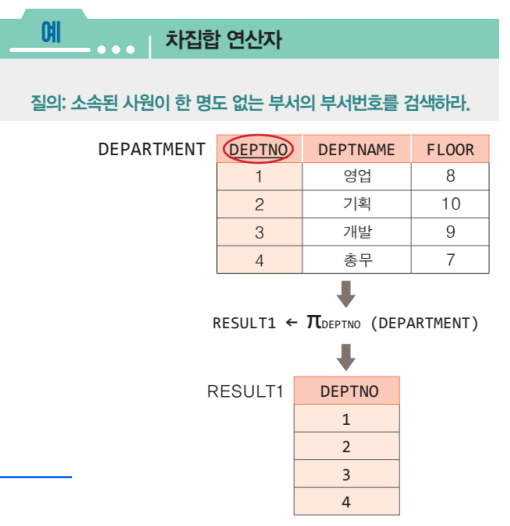 예
차집합 연산자
질의: 소속된 사원이 한 명도 없는 부서의 부서번호를 검색하라.
DEPARTMENT DEPTNO DEPTNAME FLOOR
1 영업 8
2 기획 10
3 개발 9
4 총무 7
RESULT1 ← πDEPTNO (DEPARTMENT)
RESULT1 DEPTNO
1
2
3
4